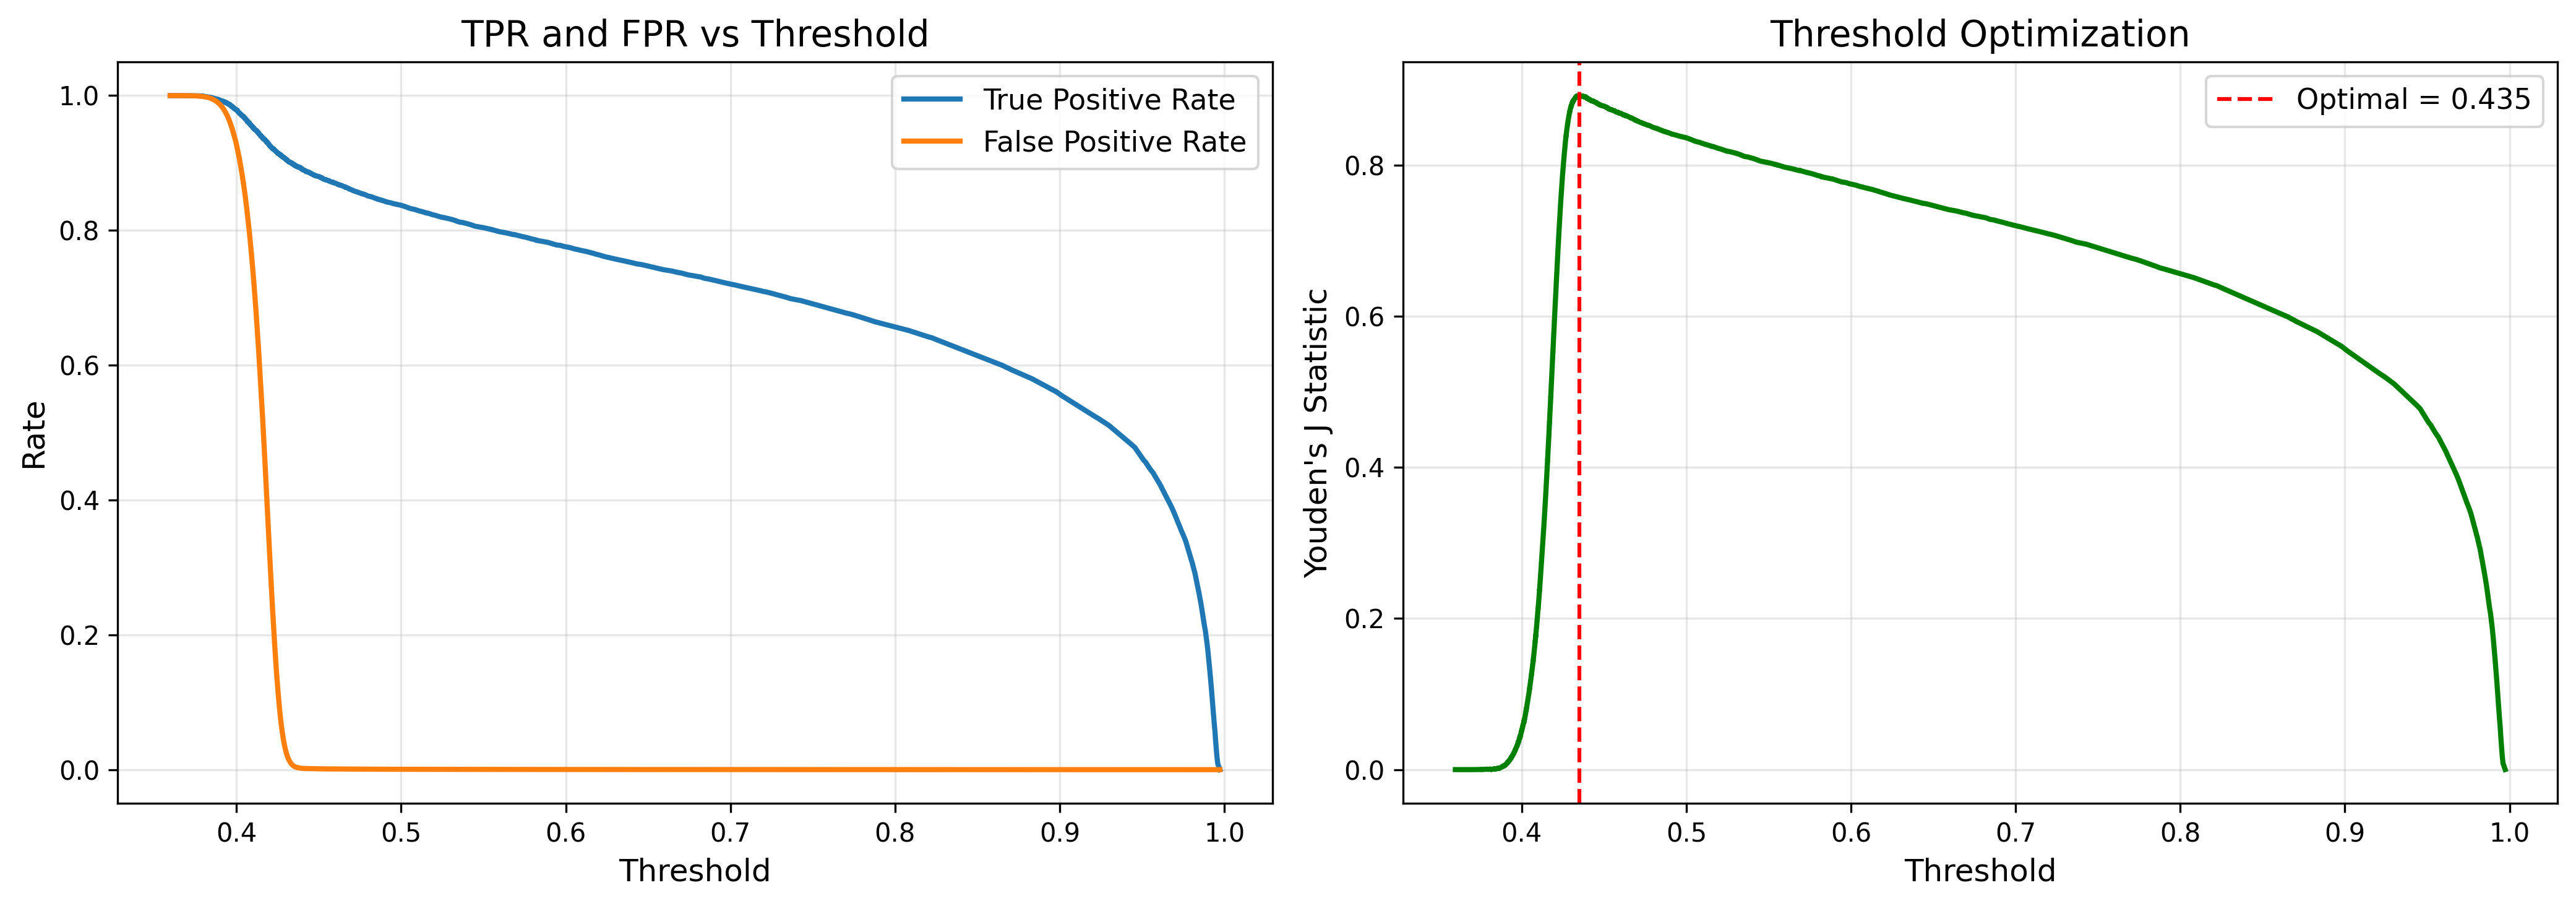 TPR and FPR vs Threshold
True Positive Rate
False Positive Rate
Rate
1.0
0.8
0.6
0.4
0.2
0.0
0.4 0.5 0.6 0.7 0.8 0.9 1.0
Threshold
Threshold Optimization
Optimal = 0.435
Youden's J Statistic
0.8
0.6
0.4
0.2
0.0
0.4 0.5 0.6 0.7 0.8 0.9 1.0
Threshold